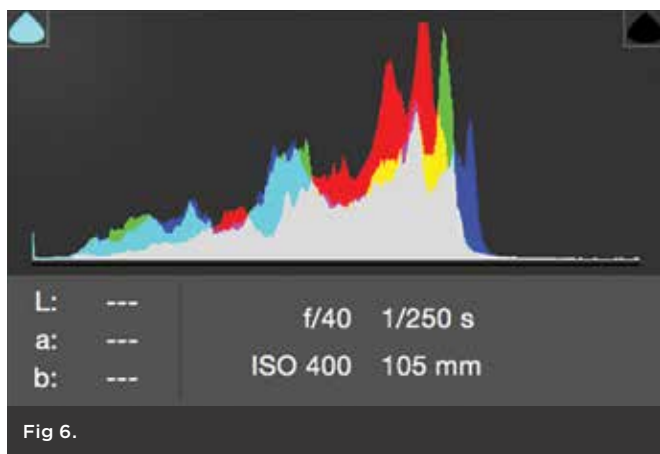 L: ---
a: ---
b: ---
f/40 1/250 s
ISO 400 105 mm
Fig 6.